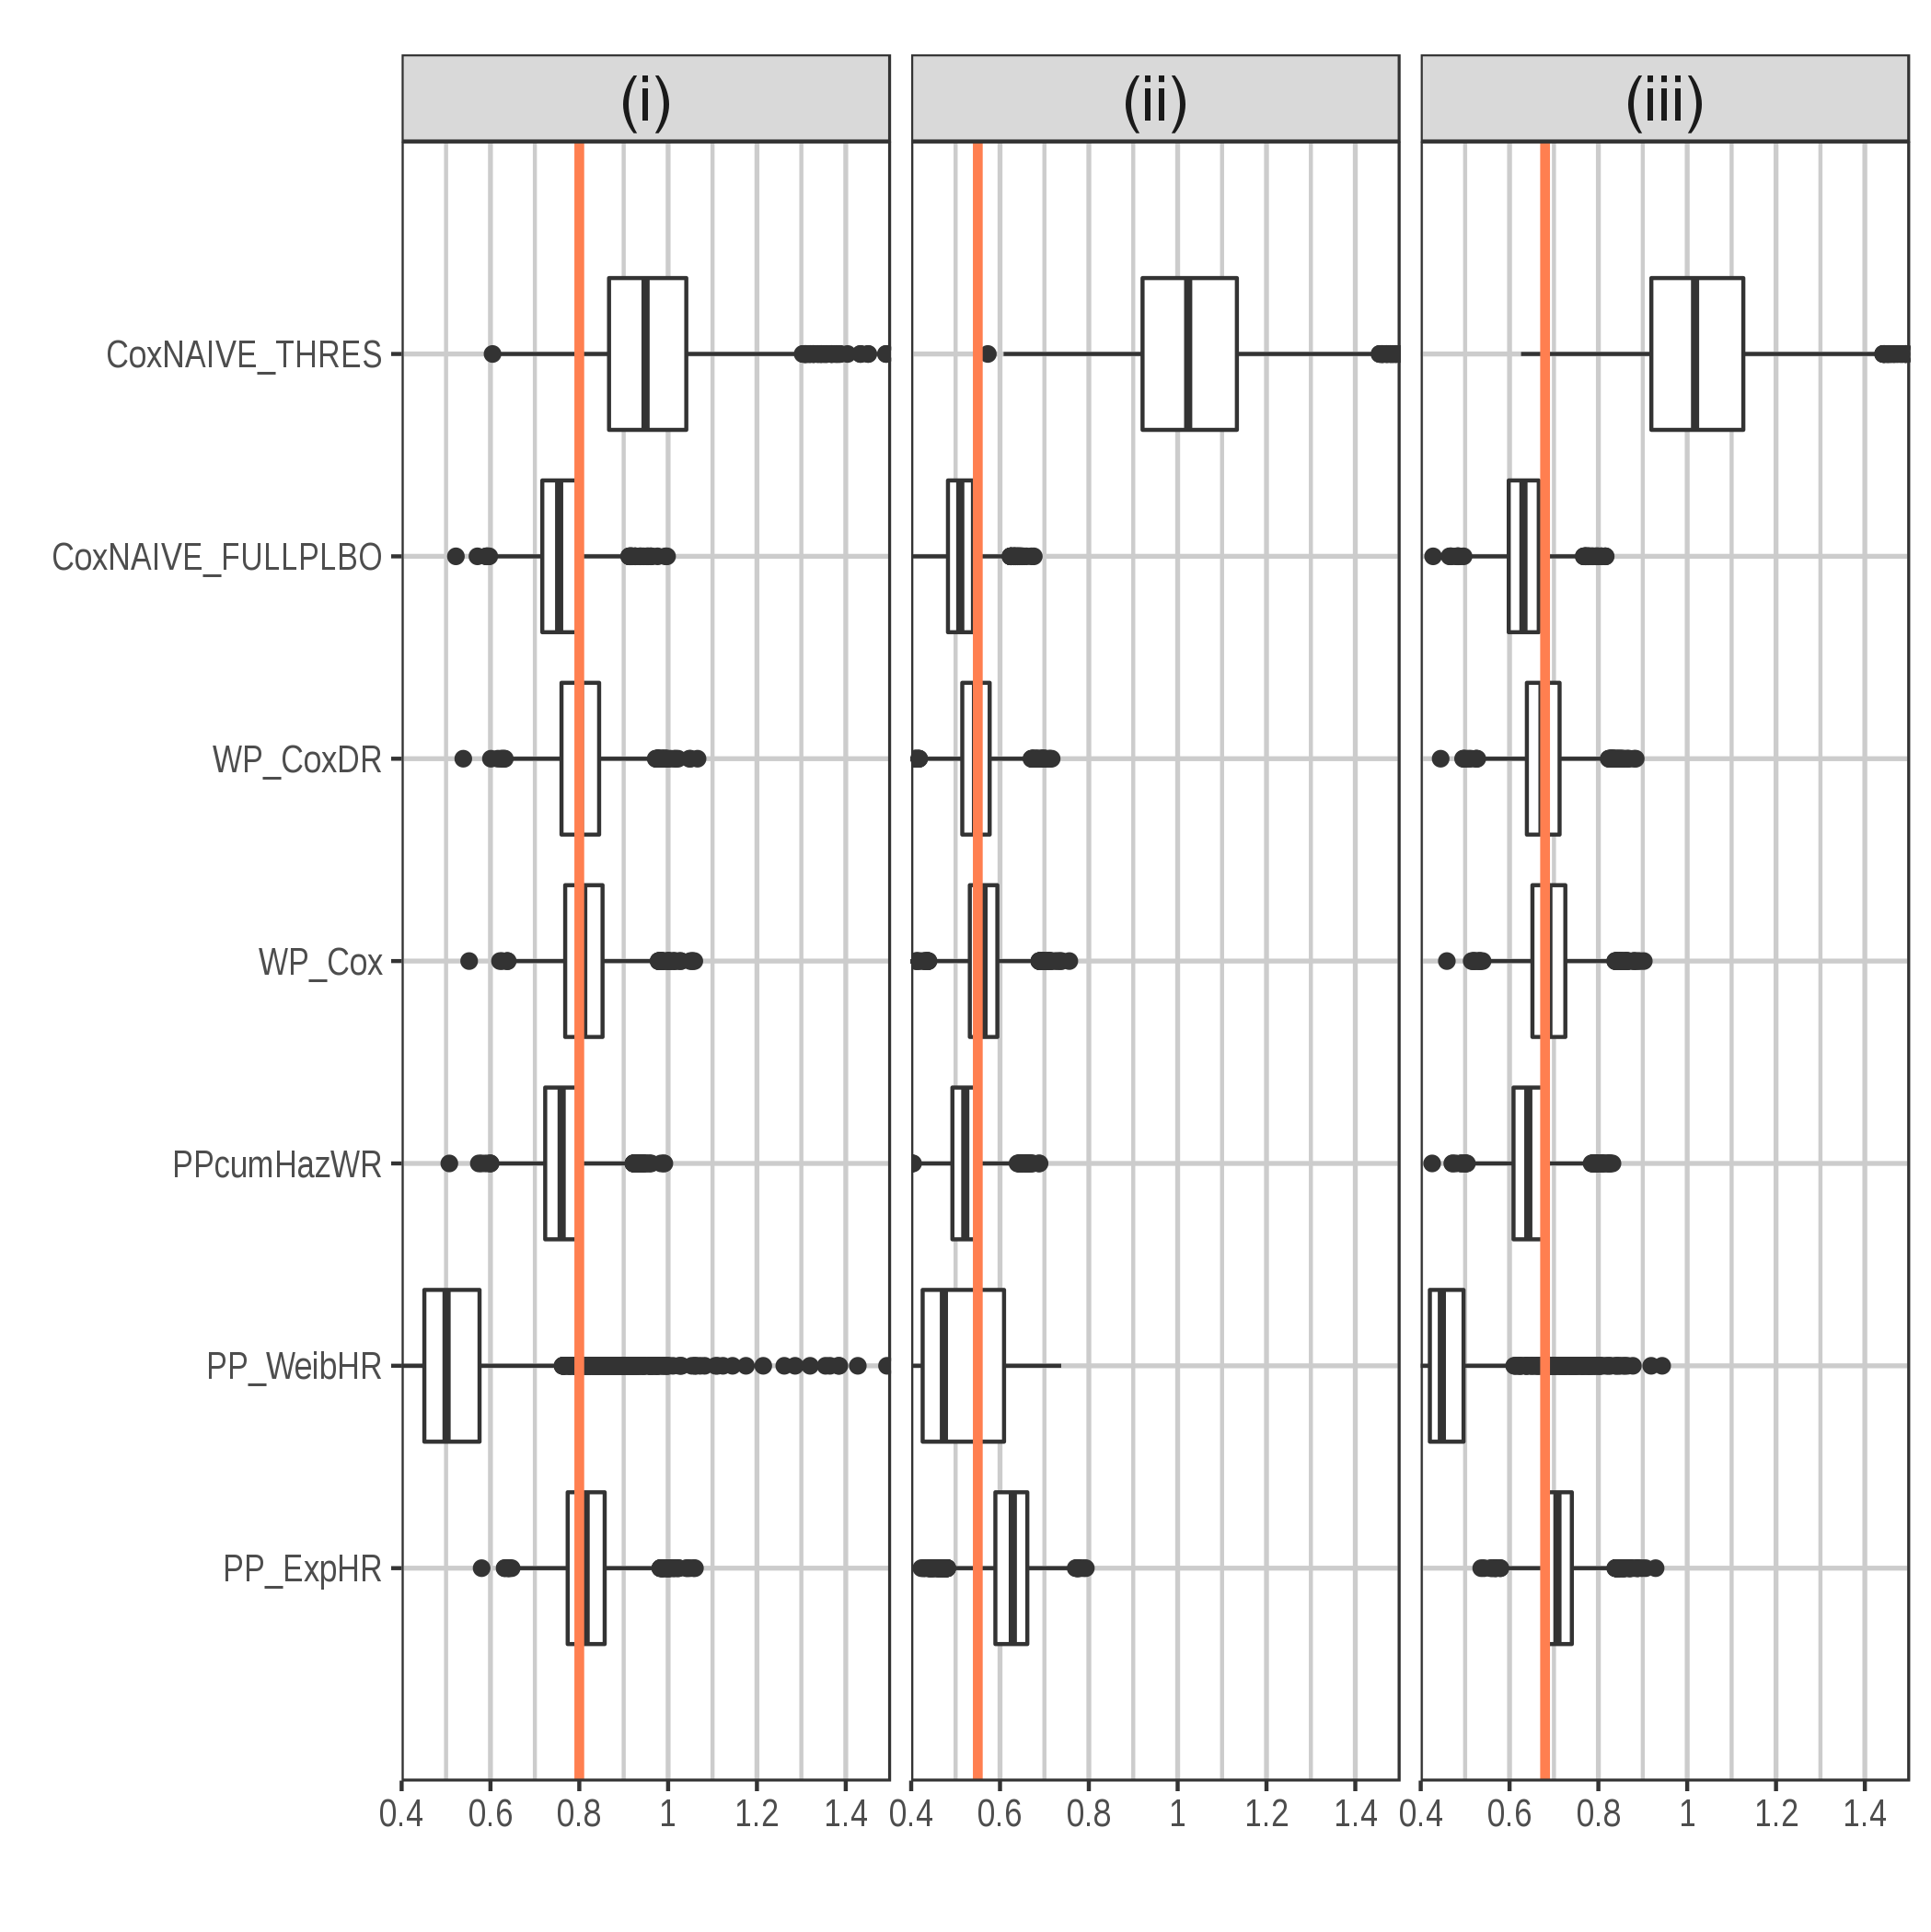 (i) (ii) (iii)
CoxNAIVE_THRES
CoxNAIVE_FULLPLBO
WP_CoxDR
WP_Cox
PPcumHazWR
PP_WeibHR
PP_ExpHR
0.4 0.6 0.8 1 1.2 1.4 0.4 0.6 0.8 1 1.2 1.4 0.4 0.6 0.8 1 1.2 1.4